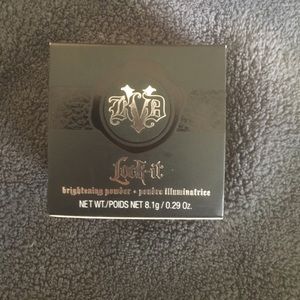 KVD
Lock-it
brightening powder • poudre illuminatrice
NET WT./POIDS NET 8.1g / 0.29 Oz.